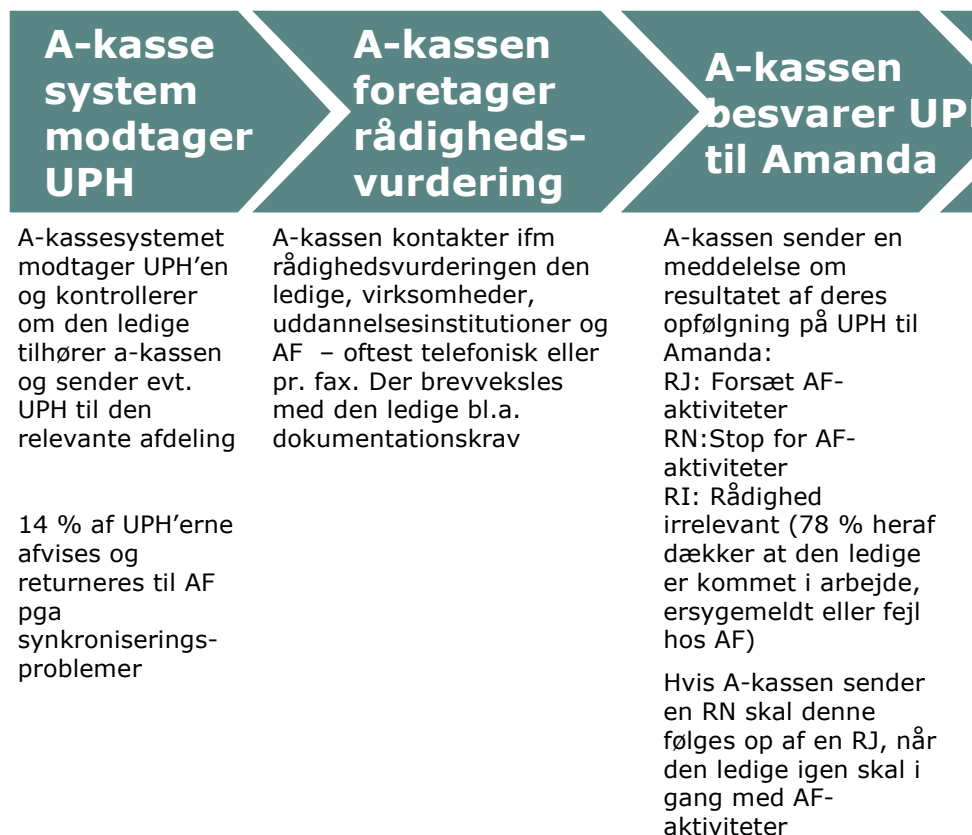 A-kasse
system
modtager
UPH
A-kassen
foretager
rådigheds-
vurdering
A-kassen
besvarer UPH
til Amanda
A-kassesystemet
modtager UPH'en
og kontrollerer
om den ledige
tilhører a-kassen
og sender evt.
UPH til den
relevante afdeling
14 % af UPH'erne
afvises og
returneres til AF
pga
synkroniserings-
problemer
A-kassen kontakter ifm
rådighedsvurderingen den
ledige, virksomheder,
uddannelsesinstitutioner og
AF – oftest telefonisk eller
pr. fax. Der brevveksles
med den ledige bl.a.
dokumentationskrav
A-kassen sender en
meddelelse om
resultatet af deres
opfølgning på UPH til
Amanda:
RJ: Forsæt AF-
aktiviteter
RN:Stop for AF-
aktiviteter
RI: Rådighed
irrelevant (78 % heraf
dækker at den ledige
er kommet i arbejde,
ersygemeldt eller fejl
hos AF)
Hvis A-kassen sender
en RN skal denne
følges op af en RJ, når
den ledige igen skal i
gang med AF-
aktiviteter